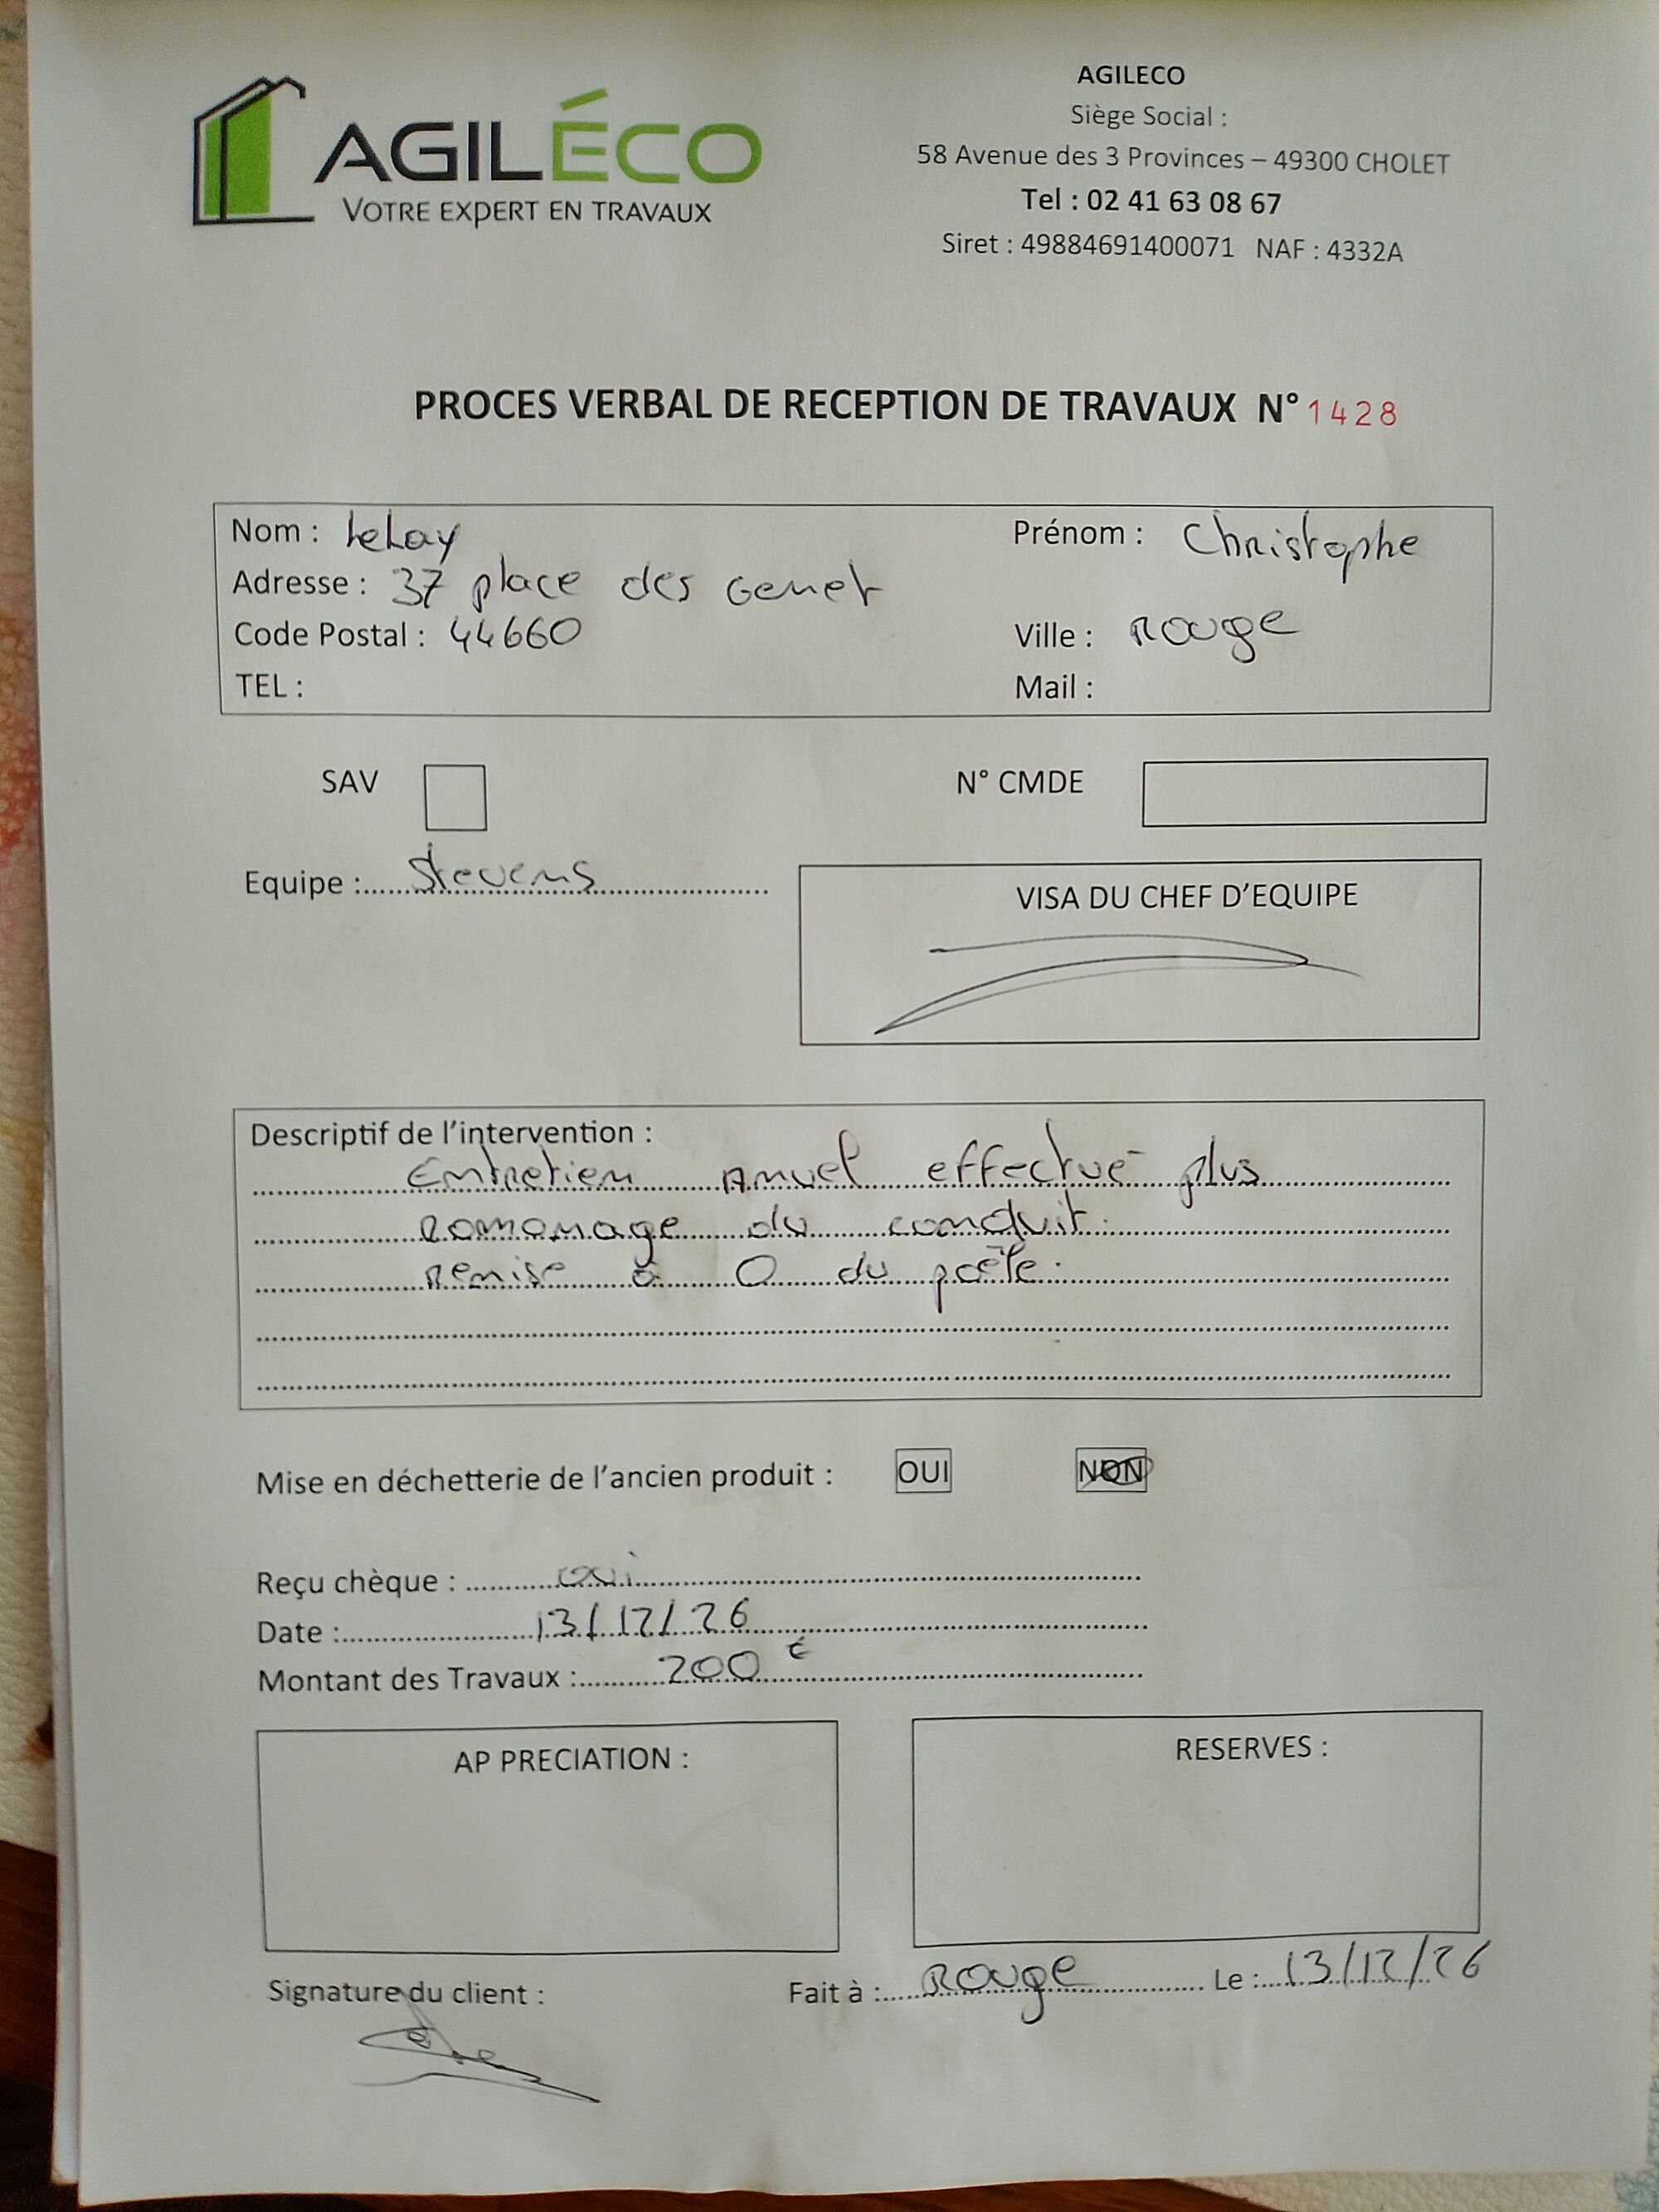 AGILÉCO
VOTRE EXPERT EN TRAVAUX
AGILECO
Siège Social :
58 Avenue des 3 Provinces – 49300 CHOLET
Tel : 02 41 63 08 67
Siret : 49884691400071 NAF : 4332A
PROCES VERBAL DE RECEPTION DE TRAVAUX N° 1428
Nom : LeLay Prénom : Christophe
Adresse : 37 place des Genet
Code Postal : 44660 Ville : Rouge
TEL : Mail :
SAV N° CMDE
Equipe : Stevens
VISA DU CHEF D'EQUIPE
Descriptif de l'intervention :
Entretien Annuel effectué plus
Romonage du conduit.
Remise à 0 du poêle.
Mise en déchetterie de l'ancien produit : OUI NON
Reçu chèque : oui
Date : 13/12/26
Montant des Travaux : 200 €
AP PRECIATION : RESERVES :
Signature du client : Fait à : Rouge Le : 13/12/26